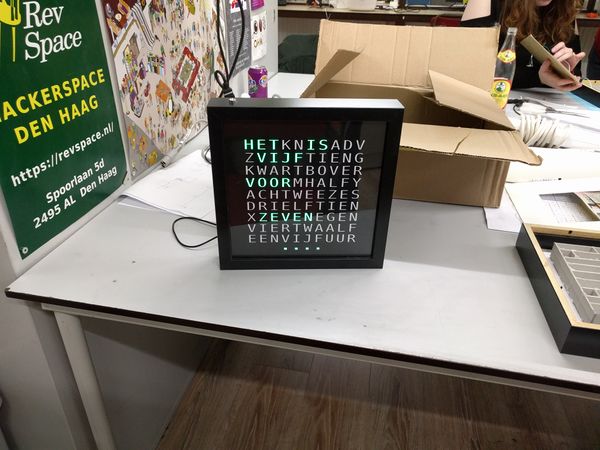 Rev
Space
HACKERSPACE
DEN HAAG
https://revspace.nl/
Spoorlaan 5d
2495 AL Den Haag
HETKNISADV
ZVIJFTIENG
KWARTBOVER
VOORMHALFY
ACHTWEEZES
DRIELFTIEN
XZEVENEGEN
VIERTWAALF
EENVIJFUUR